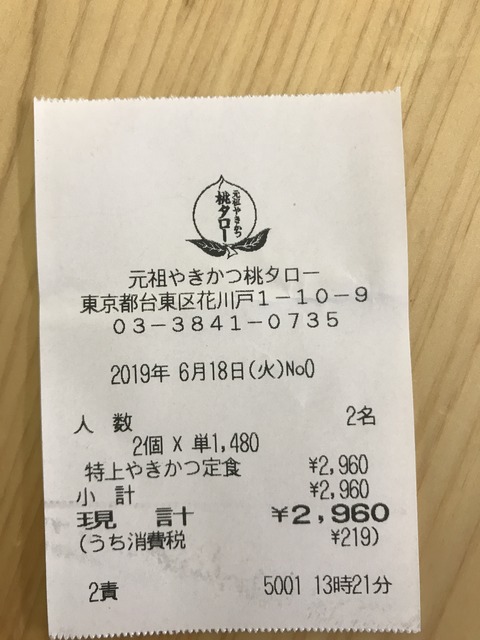 元祖やきかつ
桃タロー
元祖やきかつ桃タロー
東京都台東区花川戸1-10-9
03-3841-0735
2019年 6月18日(火)No0
人 数 2名
2個 X 単1,480
特上やきかつ定食 ¥2,960
小 計 ¥2,960
現 計 ¥2,960
(うち消費税 ¥219)
2責 5001 13時21分